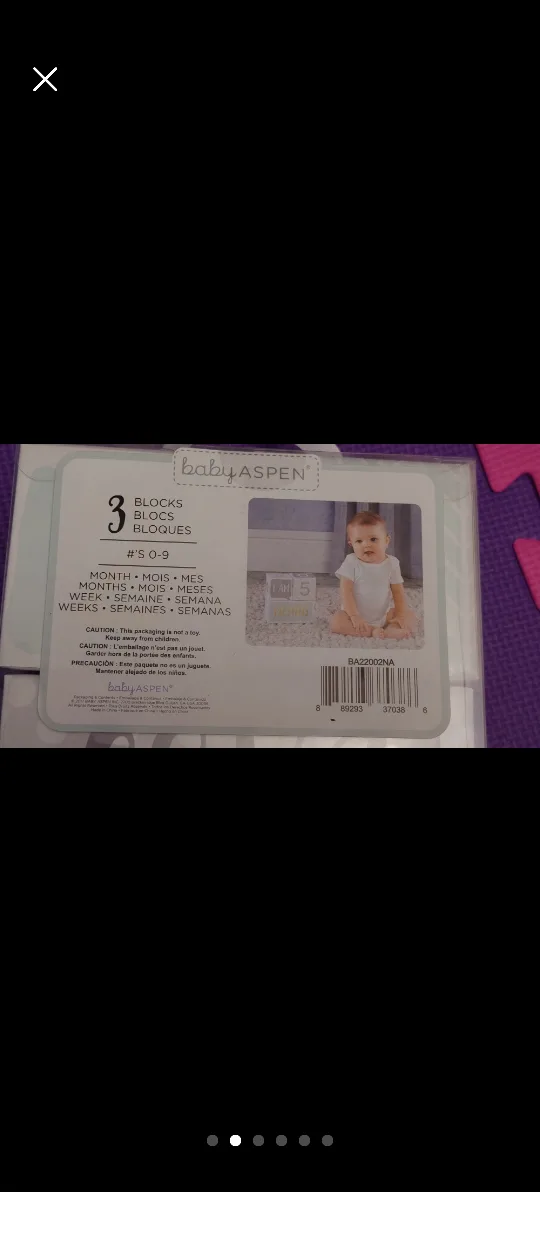 babyASPEN®
3 BLOCKS
BLOCS
BLOQUES
#'S 0-9
MONTH • MOIS • MES
MONTHS • MOIS • MESES
WEEK • SEMAINE • SEMANA
WEEKS • SEMAINES • SEMANAS
CAUTION : This packaging is not a toy.
Keep away from children.
CAUTION : L'emballage n'est pas un jouet.
Garder hors de la portée des enfants.
PRECAUCIÓN : Este paquete no es un juguete.
Mantener alejado de los niños.
babyASPEN®
I AM 5
BA22002NA
8 89293 37038 6